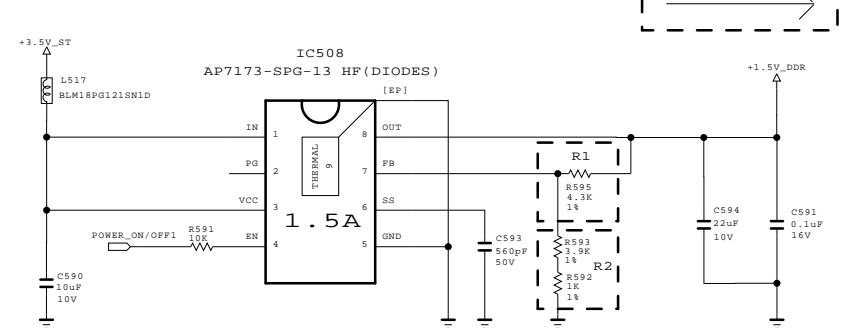 +3.5V_ST
L517
BLM18PG121SN1D
IC508
AP7173-SPG-13 HF(DIODES)
[EP]
+1.5V_DDR
IN
1
8
OUT
PG
2
7
FB
VCC
3
6
SS
EN
4
5
GND
THERMAL
9
1.5A
POWER_ON/OFF1
R591
10K
C590
10uF
10V
C593
560pF
50V
R1
R595
4.3K
1%
R593
3.9K
1%
R2
R592
1K
1%
C594
22uF
10V
C591
0.1uF
16V